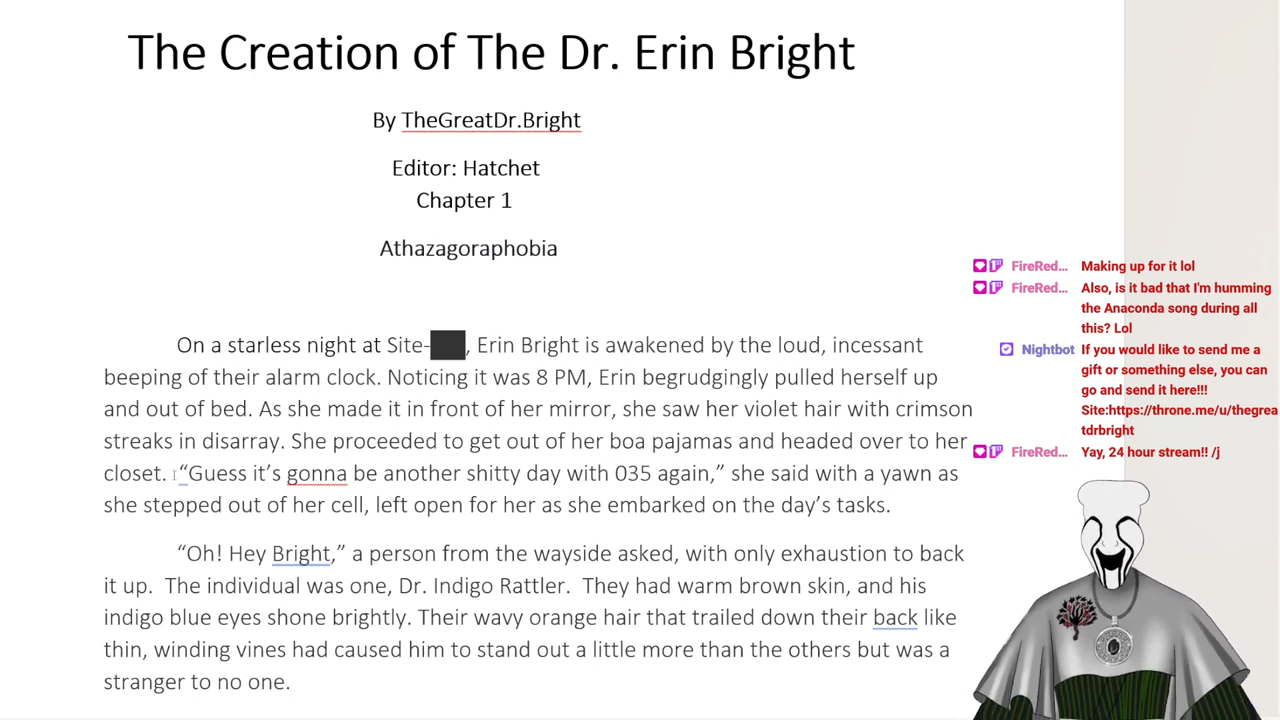 The Creation of The Dr. Erin Bright
By TheGreatDr.Bright
Editor: Hatchet
Chapter 1
Athazagoraphobia
On a starless night at Site-███, Erin Bright is awakened by the loud, incessant
beeping of their alarm clock. Noticing it was 8 PM, Erin begrudgingly pulled herself up
and out of bed. As she made it in front of her mirror, she saw her violet hair with crimson
streaks in disarray. She proceeded to get out of her boa pajamas and headed over to her
closet. “Guess it’s gonna be another shitty day with 035 again,” she said with a yawn as
she stepped out of her cell, left open for her as she embarked on the day’s tasks.
“Oh! Hey Bright,” a person from the wayside asked, with only exhaustion to back
it up.  The individual was one, Dr. Indigo Rattler.  They had warm brown skin, and his
indigo blue eyes shone brightly. Their wavy orange hair that trailed down their back like
thin, winding vines had caused him to stand out a little more than the others but was a
stranger to no one.
FireRed... Making up for it lol
FireRed... Also, is it bad that I'm humming
the Anaconda song during all
this? Lol
Nightbot If you would like to send me a
gift or something else, you can
go and send it here!!!
Site:https://throne.me/u/thegrea
tdrbright
FireRed... Yay, 24 hour stream!! /j